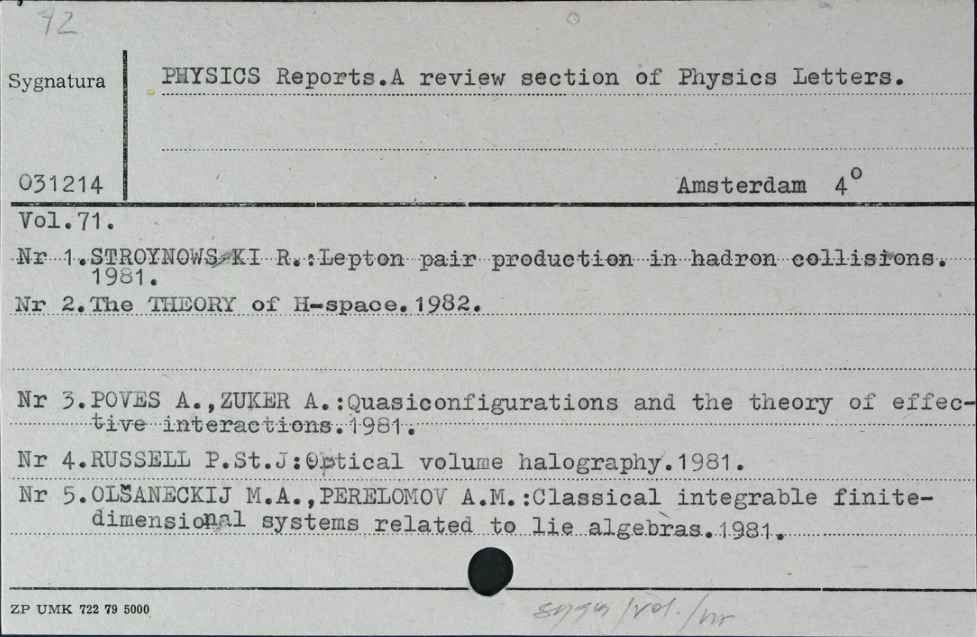 42
Sygnatura
PHYSICS Reports.A review section of Physics Letters.
031214
Amsterdam 4°
Vol.71.
Nr 1.STROYNOWSKI R.:Lepton pair production in hadron collisions.
1981.
Nr 2.The THEORY of H-space.1982.
Nr 3.POVES A.,ZUKER A.:Quasiconfigurations and the theory of effec-
tive interactions.1981.
Nr 4.RUSSELL P.St.J:Optical volume halography.1981.
Nr 5.OLŠANECKIJ M.A.,PERELOMOV A.M.:Classical integrable finite-
dimensional systems related to lie algebras.1981.
ZP UMK 722 79 5000
sygn/vol./nr